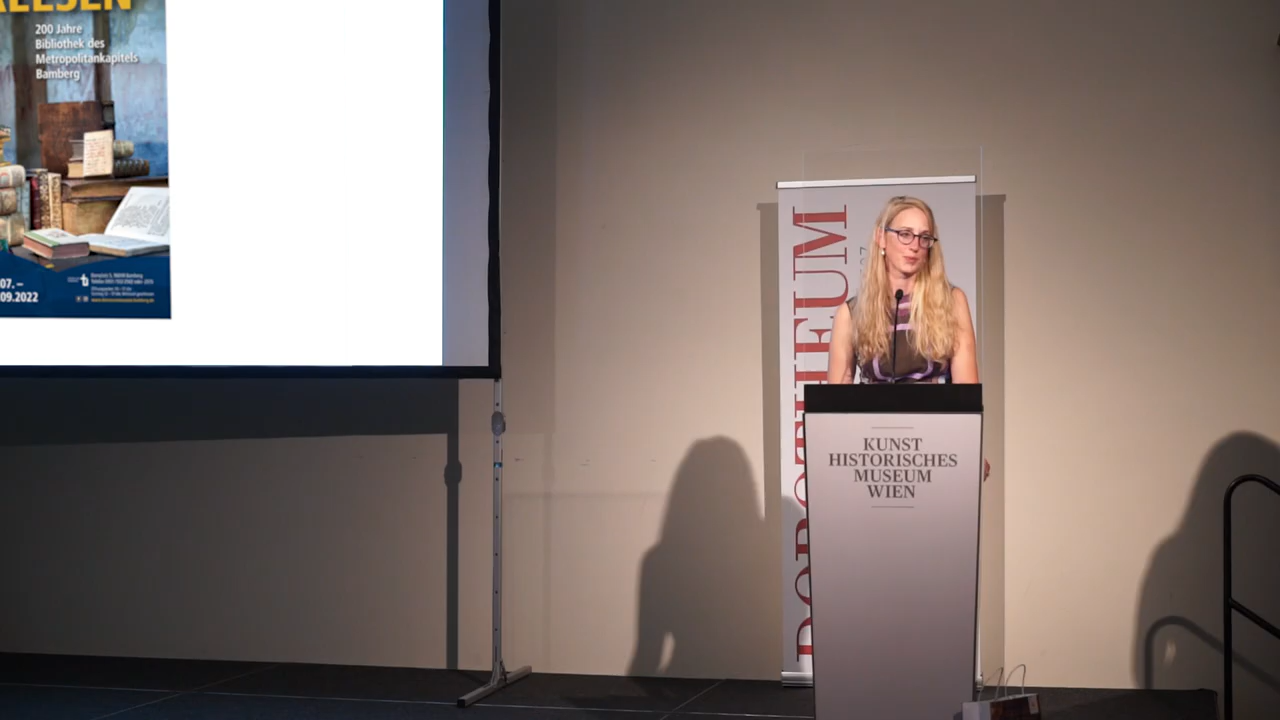 200 Jahre
Bibliothek des
Metropolitankapitels
Bamberg
07. –
09.2022
DOROTHEUM
KUNST
HISTORISCHES
MUSEUM
WIEN